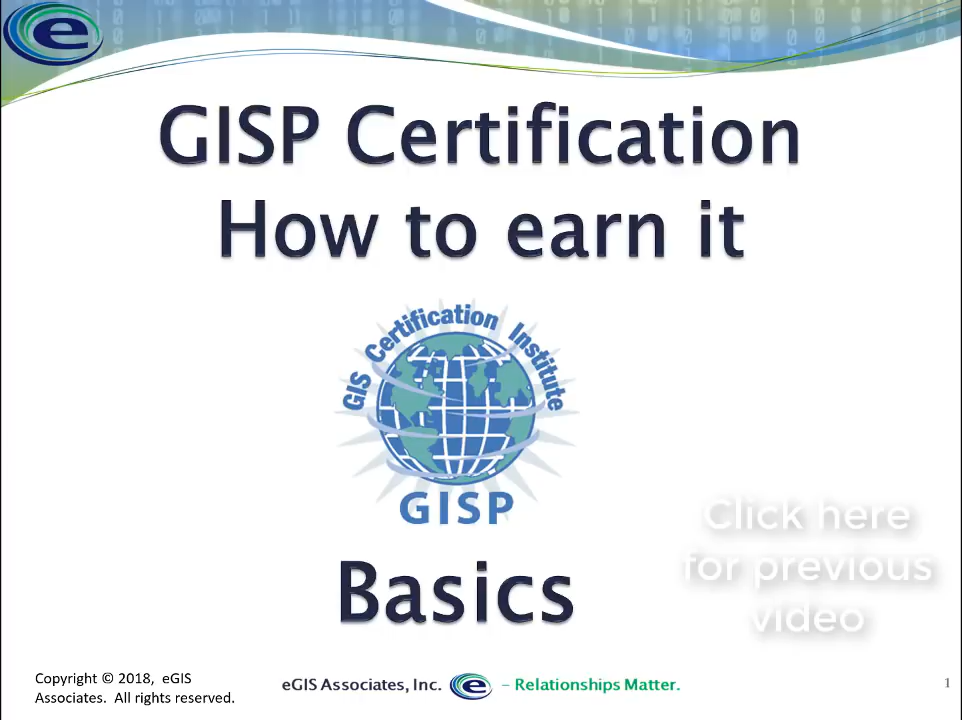 e
GISP Certification
How to earn it
GIS Certification Institute
GISP
Click here
for previous
video
Basics
Copyright © 2018, eGIS
Associates. All rights reserved.
eGIS Associates, Inc. e – Relationships Matter.
1